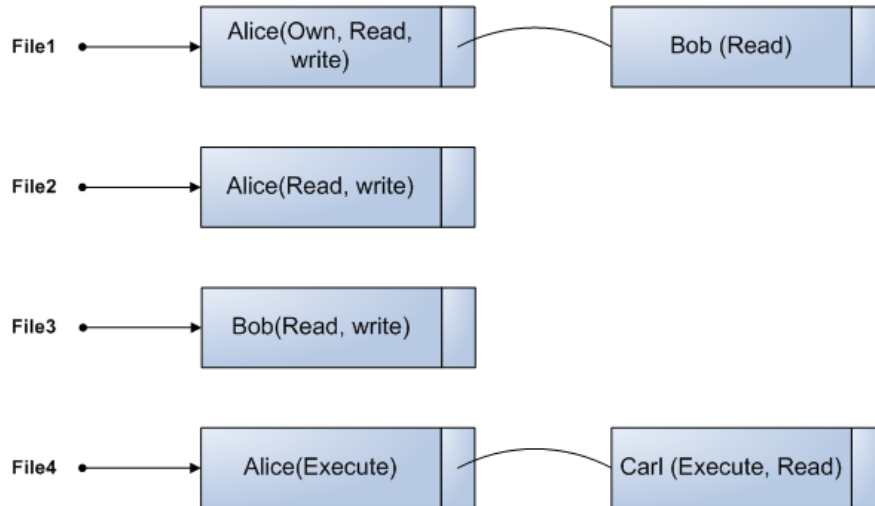 File1
Alice(Own, Read,
write)
Bob (Read)
File2
Alice(Read, write)
File3
Bob(Read, write)
File4
Alice(Execute)
Carl (Execute, Read)